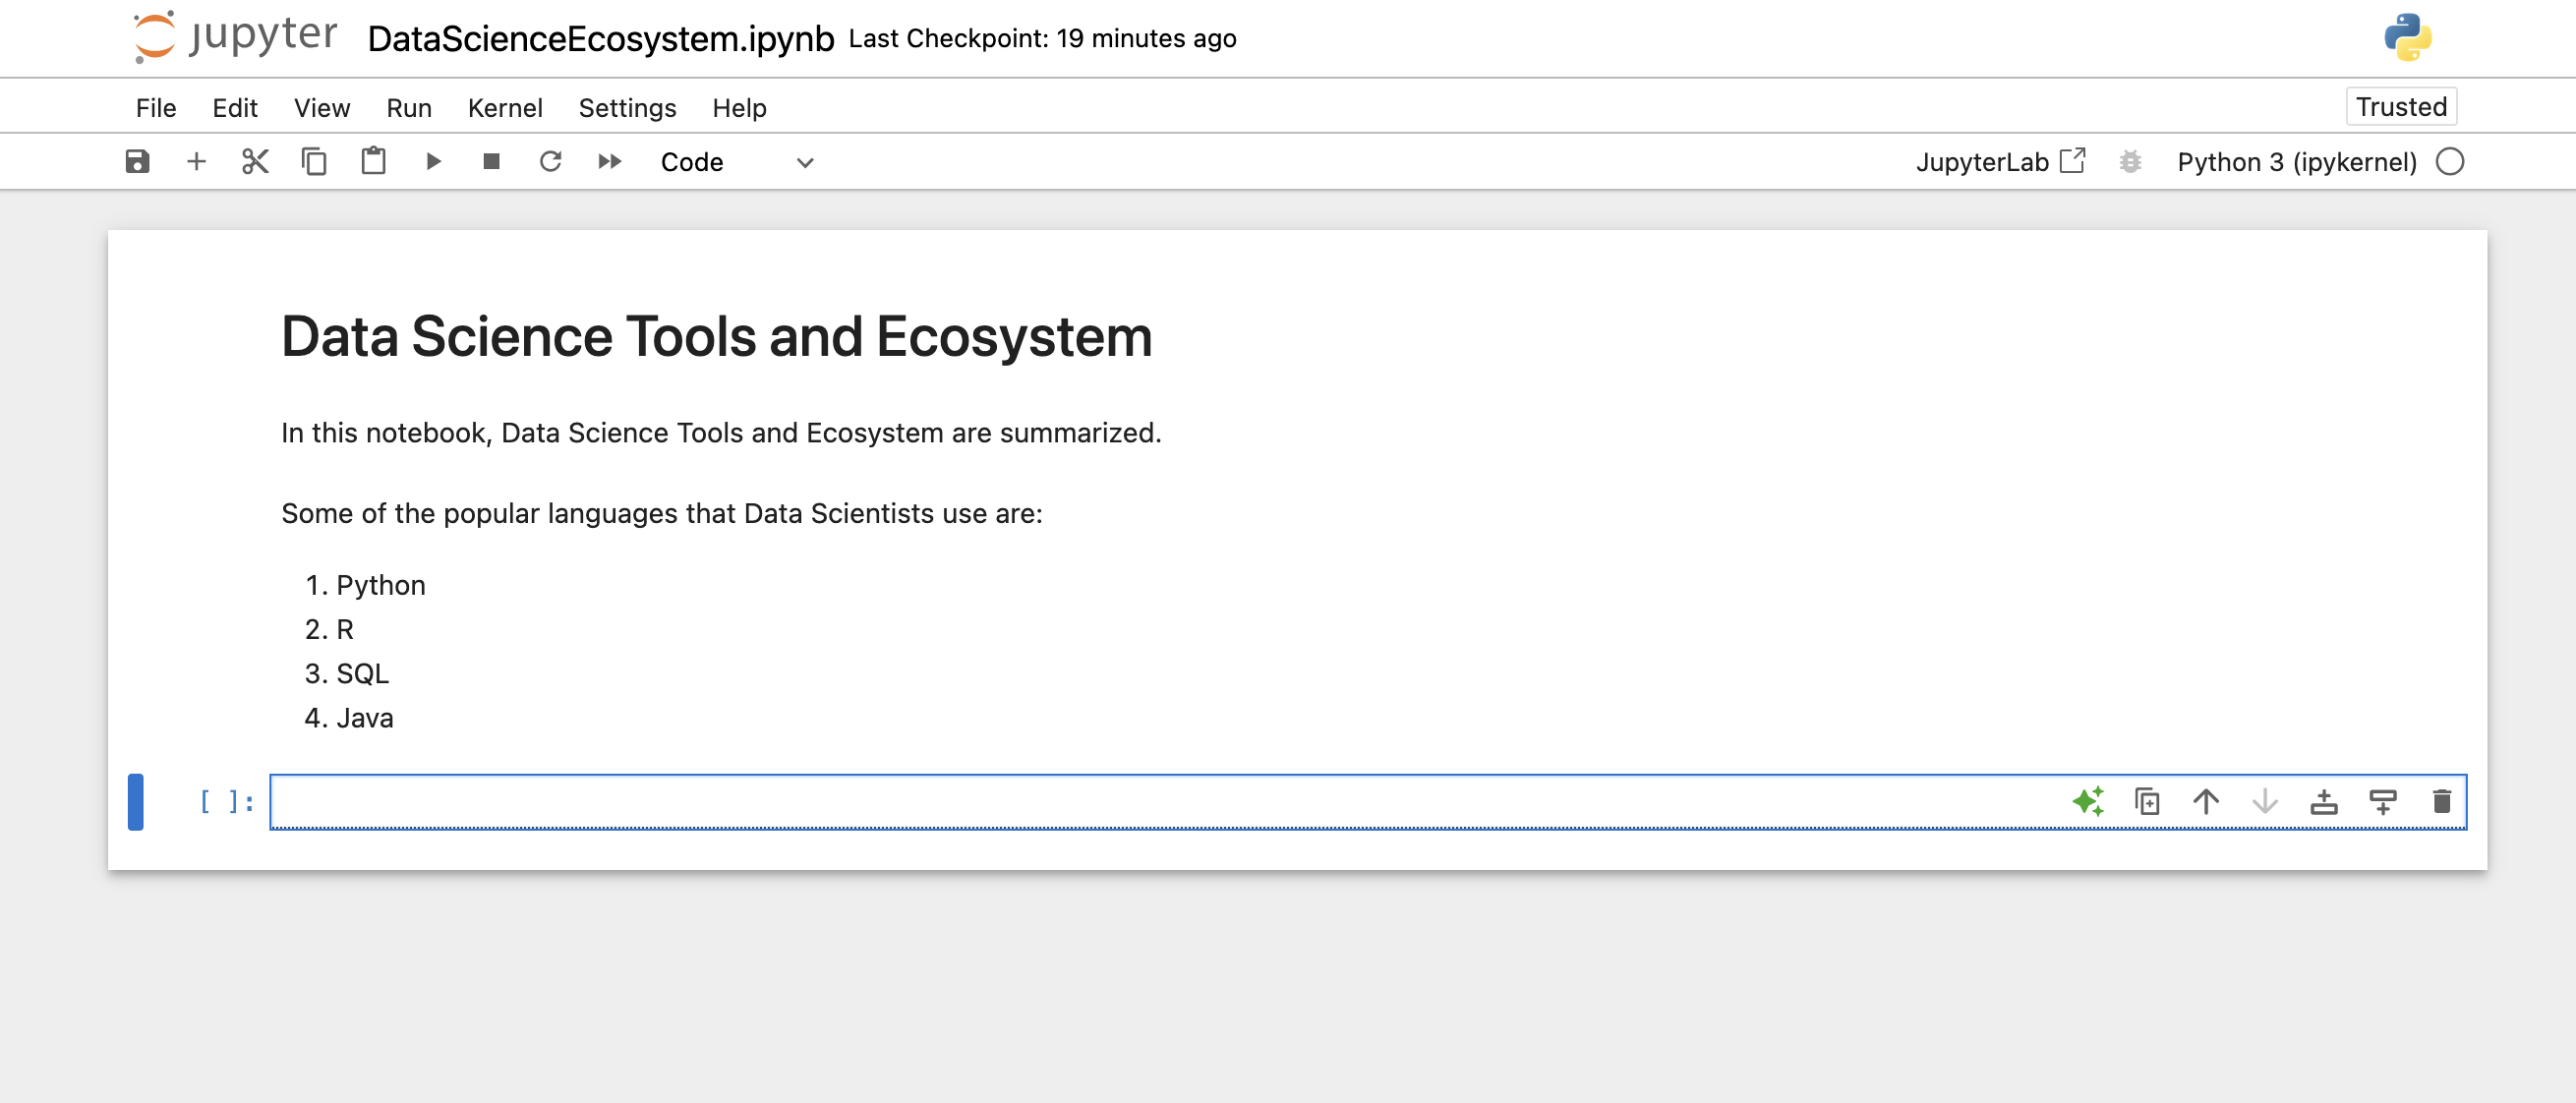 jupyter DataScienceEcosystem.ipynb Last Checkpoint: 19 minutes ago
File Edit View Run Kernel Settings Help Trusted
Code JupyterLab Python 3 (ipykernel)
Data Science Tools and Ecosystem
In this notebook, Data Science Tools and Ecosystem are summarized.
Some of the popular languages that Data Scientists use are:
1. Python
2. R
3. SQL
4. Java
[ ]: